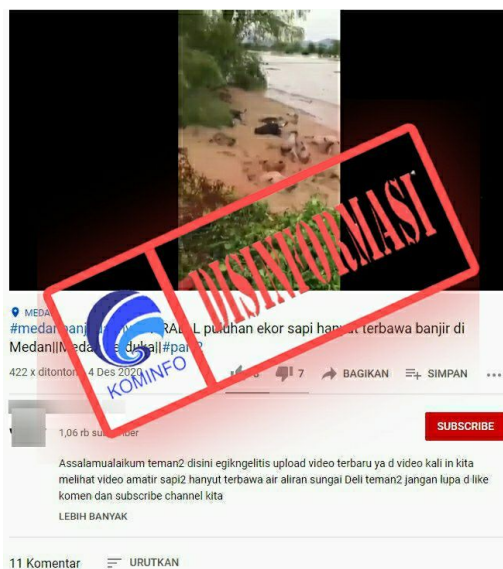 DISINFORMASI
KOMINFO
MEDA
puluhan ekor sapi hanyut terbawa banjir di
422 x ditonton 4 Des 2020 7 BAGIKAN SIMPAN
1,06 rb
SUBSCRIBE
Assalamualaikum teman2 disini egikngelitis upload video terbaru ya d video kali in kita
melihat video amatir sapi2 hanyut terbawa air aliran sungai Deli teman2 jangan lupa d like
komen dan subscribe channel kita
LEBIH BANYAK
11 Komentar URUTKAN